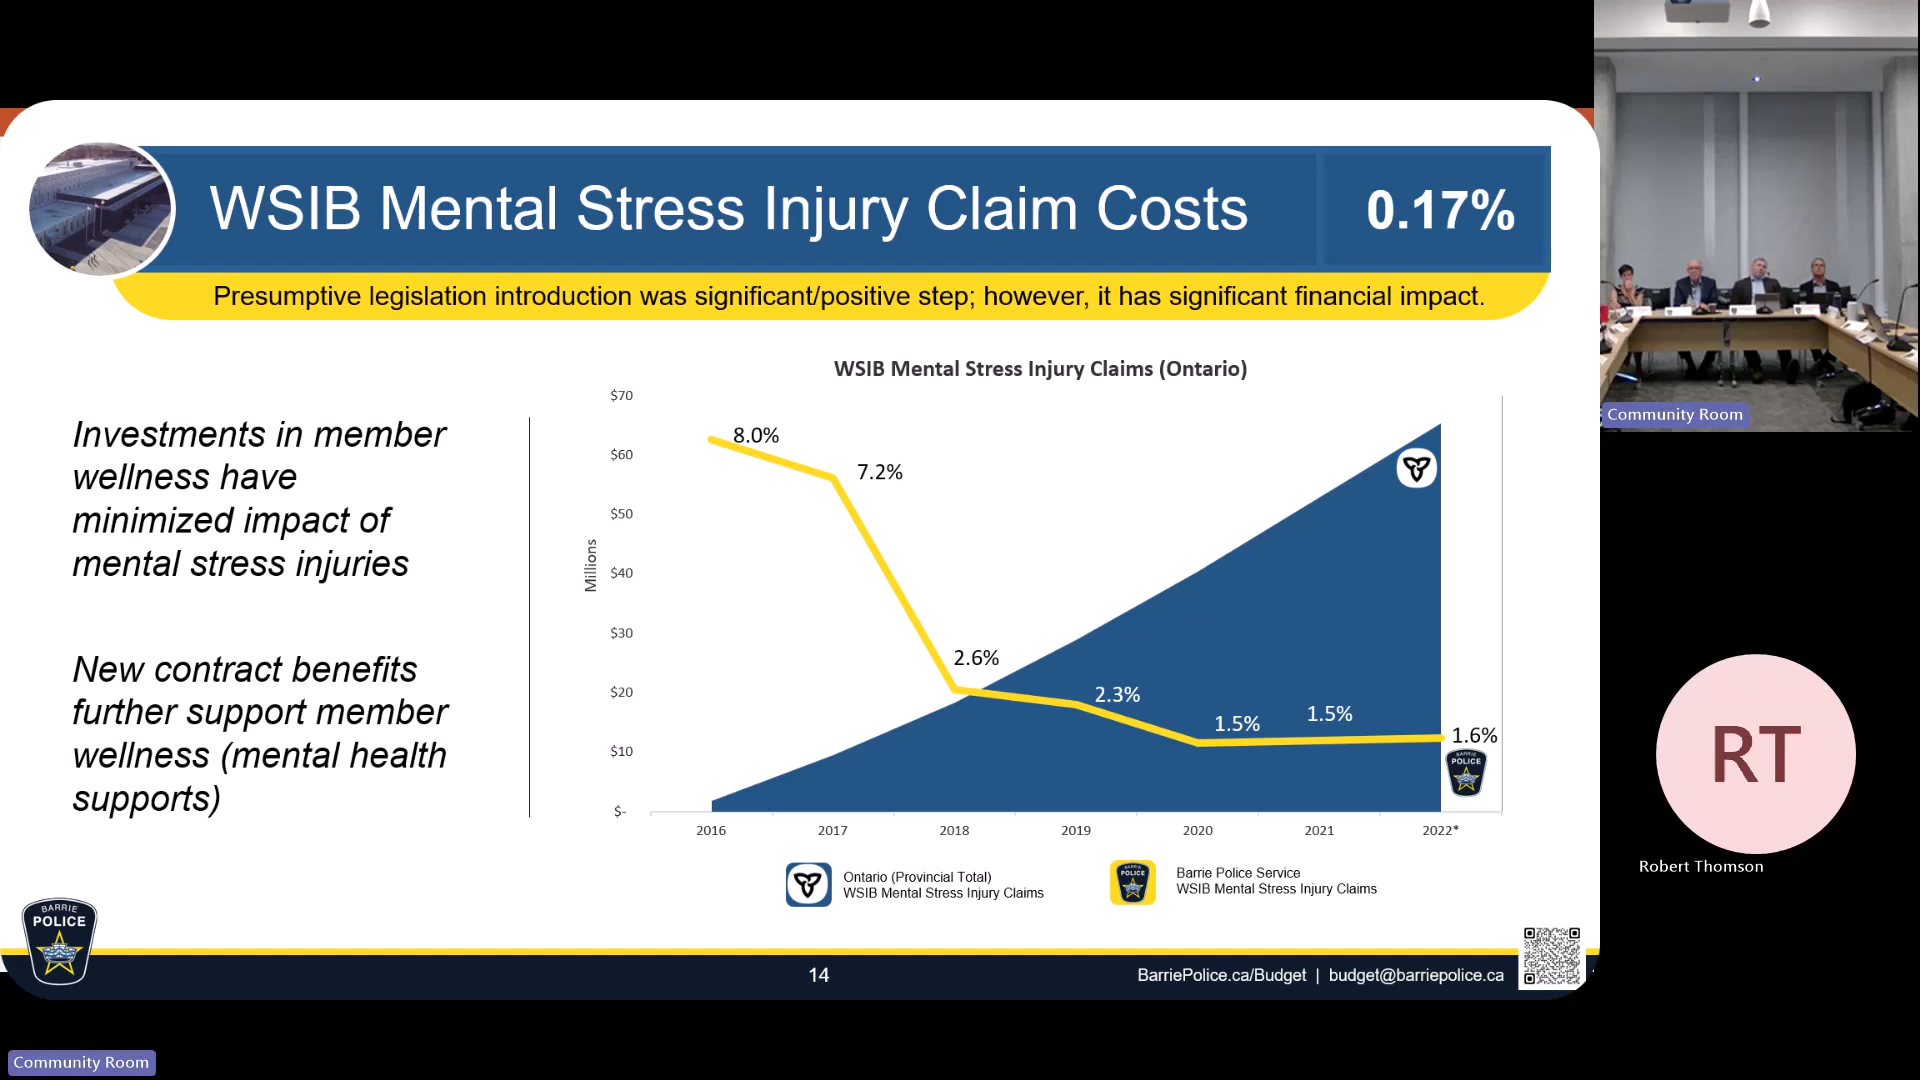 WSIB Mental Stress Injury Claim Costs
0.17%
Presumptive legislation introduction was significant/positive step; however, it has significant financial impact.
Investments in member
wellness have
minimized impact of
mental stress injuries
New contract benefits
further support member
wellness (mental health
supports)
WSIB Mental Stress Injury Claims (Ontario)
Millions
$70
$60
$50
$40
$30
$20
$10
$-
8.0%
7.2%
2.6%
2.3%
1.5%
1.5%
1.6%
BARRIE
POLICE
2016
2017
2018
2019
2020
2021
2022*
Ontario (Provincial Total)
WSIB Mental Stress Injury Claims
BARRIE
POLICE
Barrie Police Service
WSIB Mental Stress Injury Claims
BARRIE
POLICE
14
BarriePolice.ca/Budget | budget@barriepolice.ca
Community Room
RT
Robert Thomson
Community Room